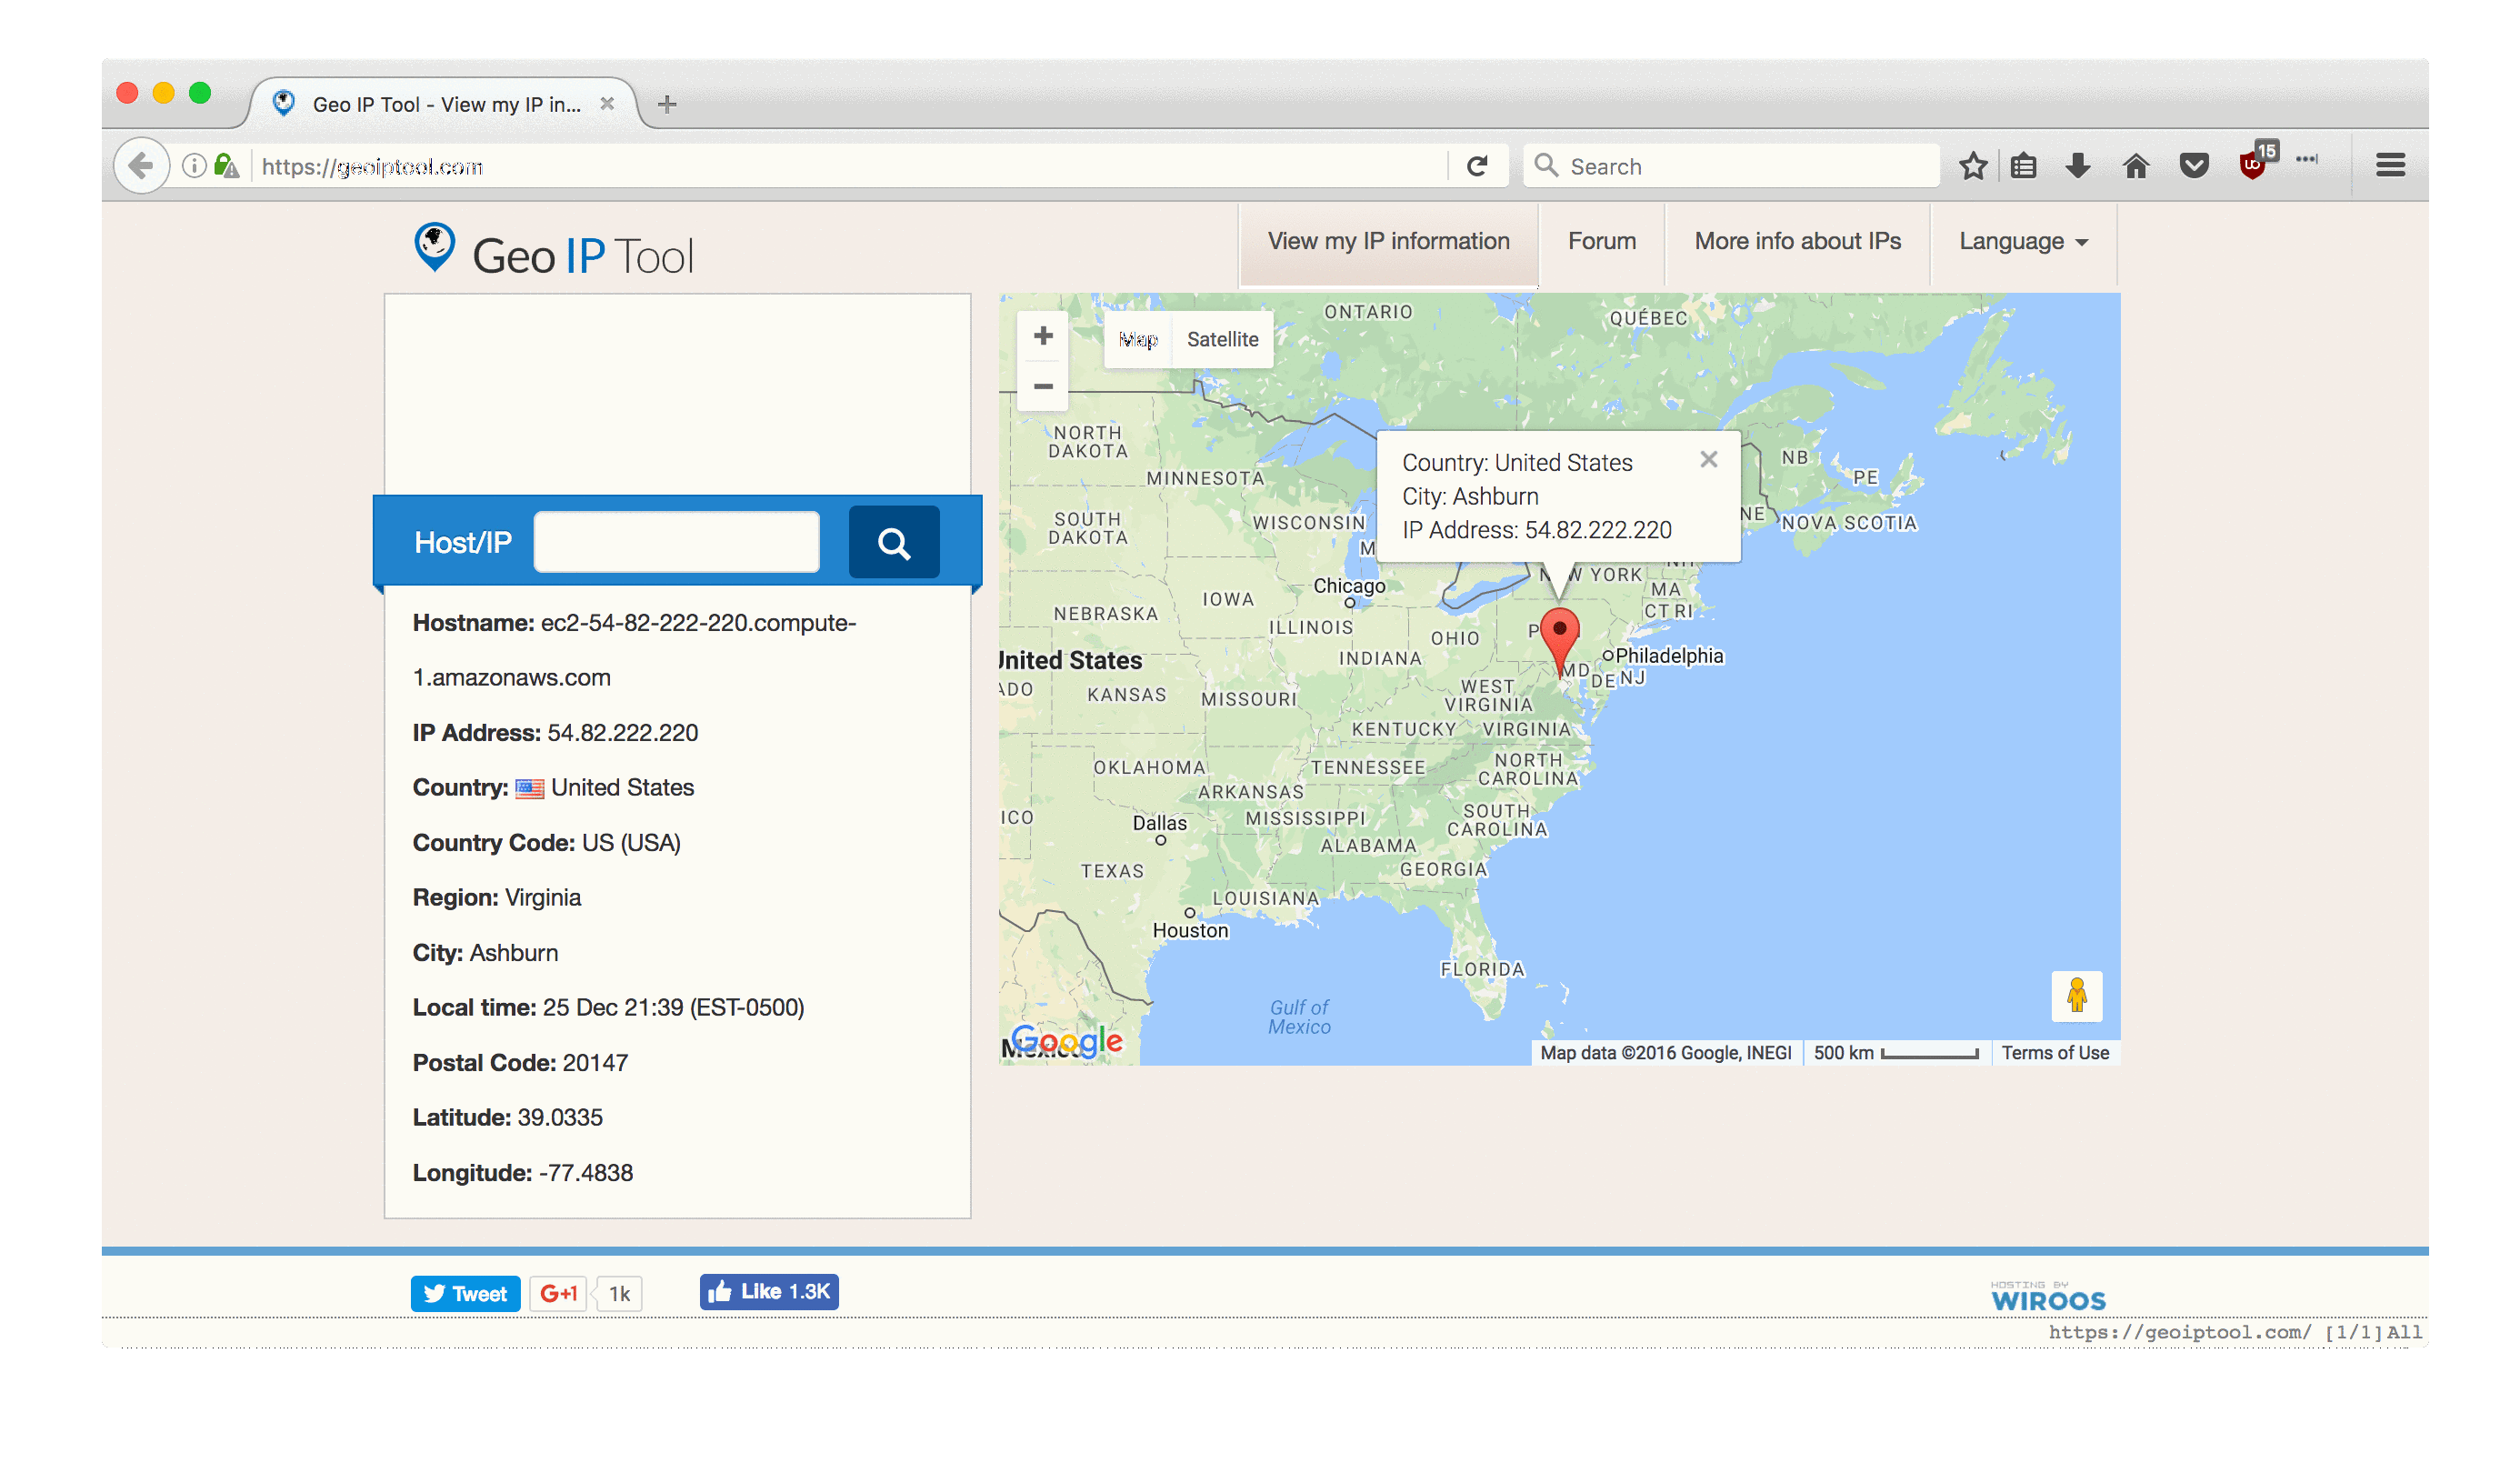 Geo IP Tool - View my IP in...
https://geoiptool.com
Search
15
Geo IP Tool
View my IP information
Forum
More info about IPs
Language
Host/IP
Hostname: ec2-54-82-222-220.compute-
1.amazonaws.com
IP Address: 54.82.222.220
Country: United States
Country Code: US (USA)
Region: Virginia
City: Ashburn
Local time: 25 Dec 21:39 (EST-0500)
Postal Code: 20147
Latitude: 39.0335
Longitude: -77.4838
Map
Satellite
ONTARIO
QUÉBEC
NORTH
DAKOTA
MINNESOTA
Country: United States
City: Ashburn
IP Address: 54.82.222.220
NB
PE
SOUTH
DAKOTA
WISCONSIN
M
NE
NOVA SCOTIA
Chicago
NEW YORK
NH
MA
CT RI
NEBRASKA
IOWA
ILLINOIS
INDIANA
OHIO
Philadelphia
United States
MD
DE
NJ
ADO
KANSAS
MISSOURI
WEST
VIRGINIA
KENTUCKY
VIRGINIA
OKLAHOMA
TENNESSEE
NORTH
CAROLINA
ARKANSAS
ICO
Dallas
MISSISSIPPI
SOUTH
CAROLINA
ALABAMA
TEXAS
GEORGIA
LOUISIANA
Houston
FLORIDA
Gulf of
Mexico
Mexico
Google
Map data ©2016 Google, INEGI
500 km
Terms of Use
Tweet
G+1
1k
Like 1.3K
HOSTING BY
WIROOS
https://geoiptool.com/ [1/1] All